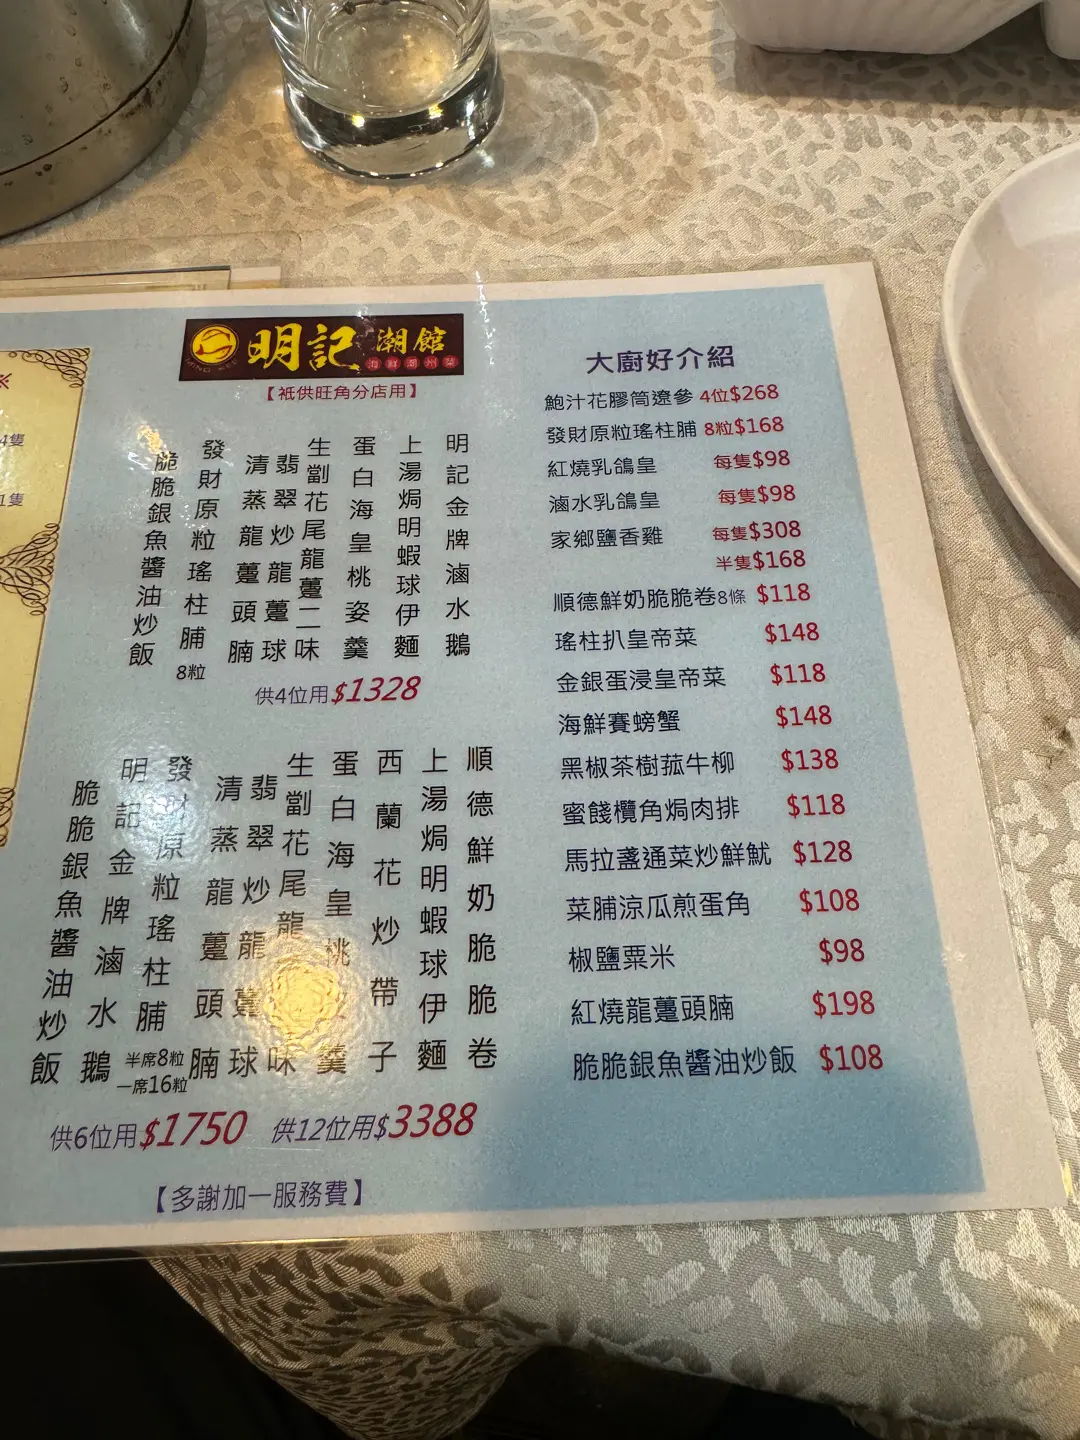 4隻
1隻
明記潮館
MING KEE
海鮮潮州菜
【祇供旺角分店用】
明記金牌滷水鵝
上湯焗明蝦球伊麵
蛋白海皇桃姿羹
生劏花尾龍躉二味
翡翠炒龍躉球
清蒸龍躉頭腩
發財原粒瑤柱脯8粒
脆脆銀魚醬油炒飯
供4位用$1328
順德鮮奶脆脆卷
上湯焗明蝦球伊麵
西蘭花炒帶子
蛋白海皇桃 羹
生劏花尾龍 味
翡翠炒龍躉球
清蒸龍躉頭腩
發財原粒瑤柱脯 半席8粒 一席16粒
明記金牌滷水鵝
脆脆銀魚醬油炒飯
供6位用$1750 供12位用$3388
【多謝加一服務費】
大廚好介紹
鮑汁花膠筒遼參 4位$268
發財原粒瑤柱脯 8粒$168
紅燒乳鴿皇 每隻$98
滷水乳鴿皇 每隻$98
家鄉鹽香雞 每隻$308
半隻$168
順德鮮奶脆脆卷8條 $118
瑤柱扒皇帝菜 $148
金銀蛋浸皇帝菜 $118
海鮮賽螃蟹 $148
黑椒茶樹菰牛柳 $138
蜜餞欖角焗肉排 $118
馬拉盞通菜炒鮮魷 $128
菜脯涼瓜煎蛋角 $108
椒鹽粟米 $98
紅燒龍躉頭腩 $198
脆脆銀魚醬油炒飯 $108